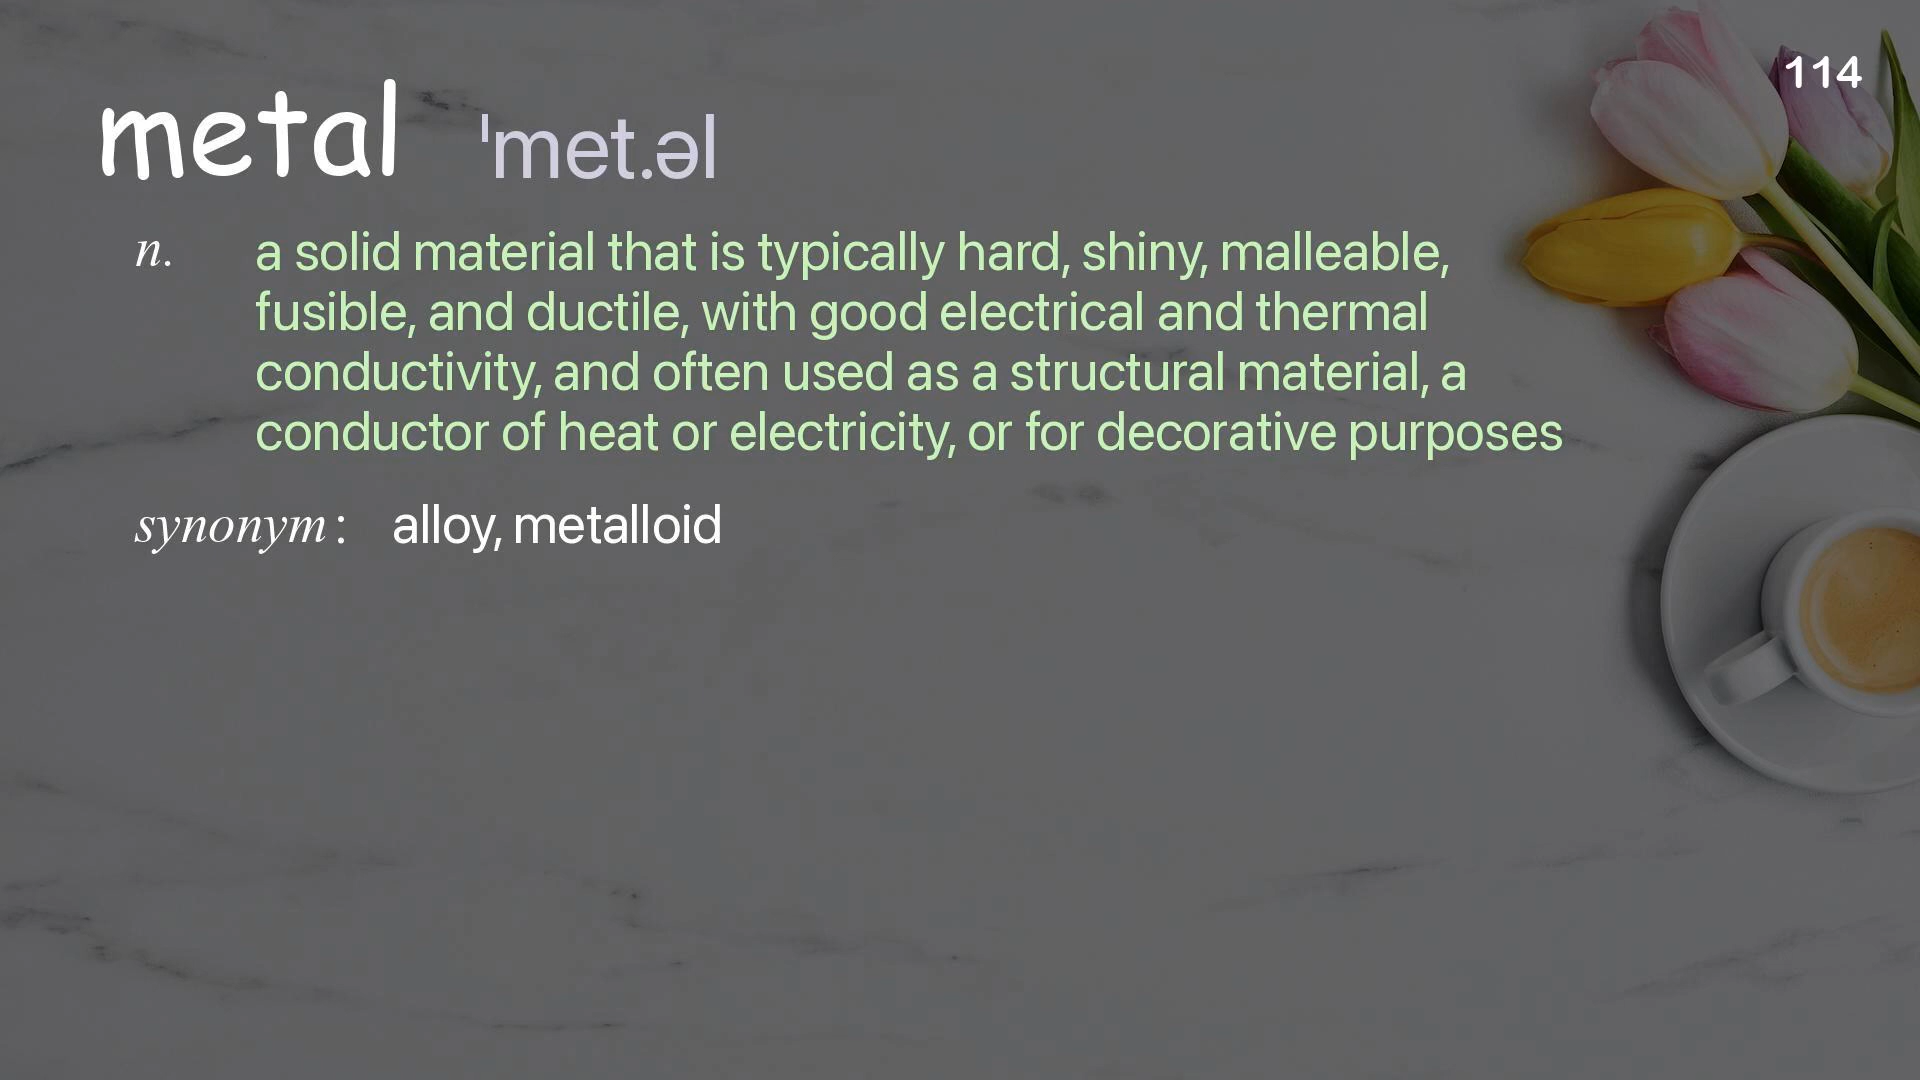 114
metal ˈmet.əl
n. a solid material that is typically hard, shiny, malleable,
fusible, and ductile, with good electrical and thermal
conductivity, and often used as a structural material, a
conductor of heat or electricity, or for decorative purposes
synonym: alloy, metalloid